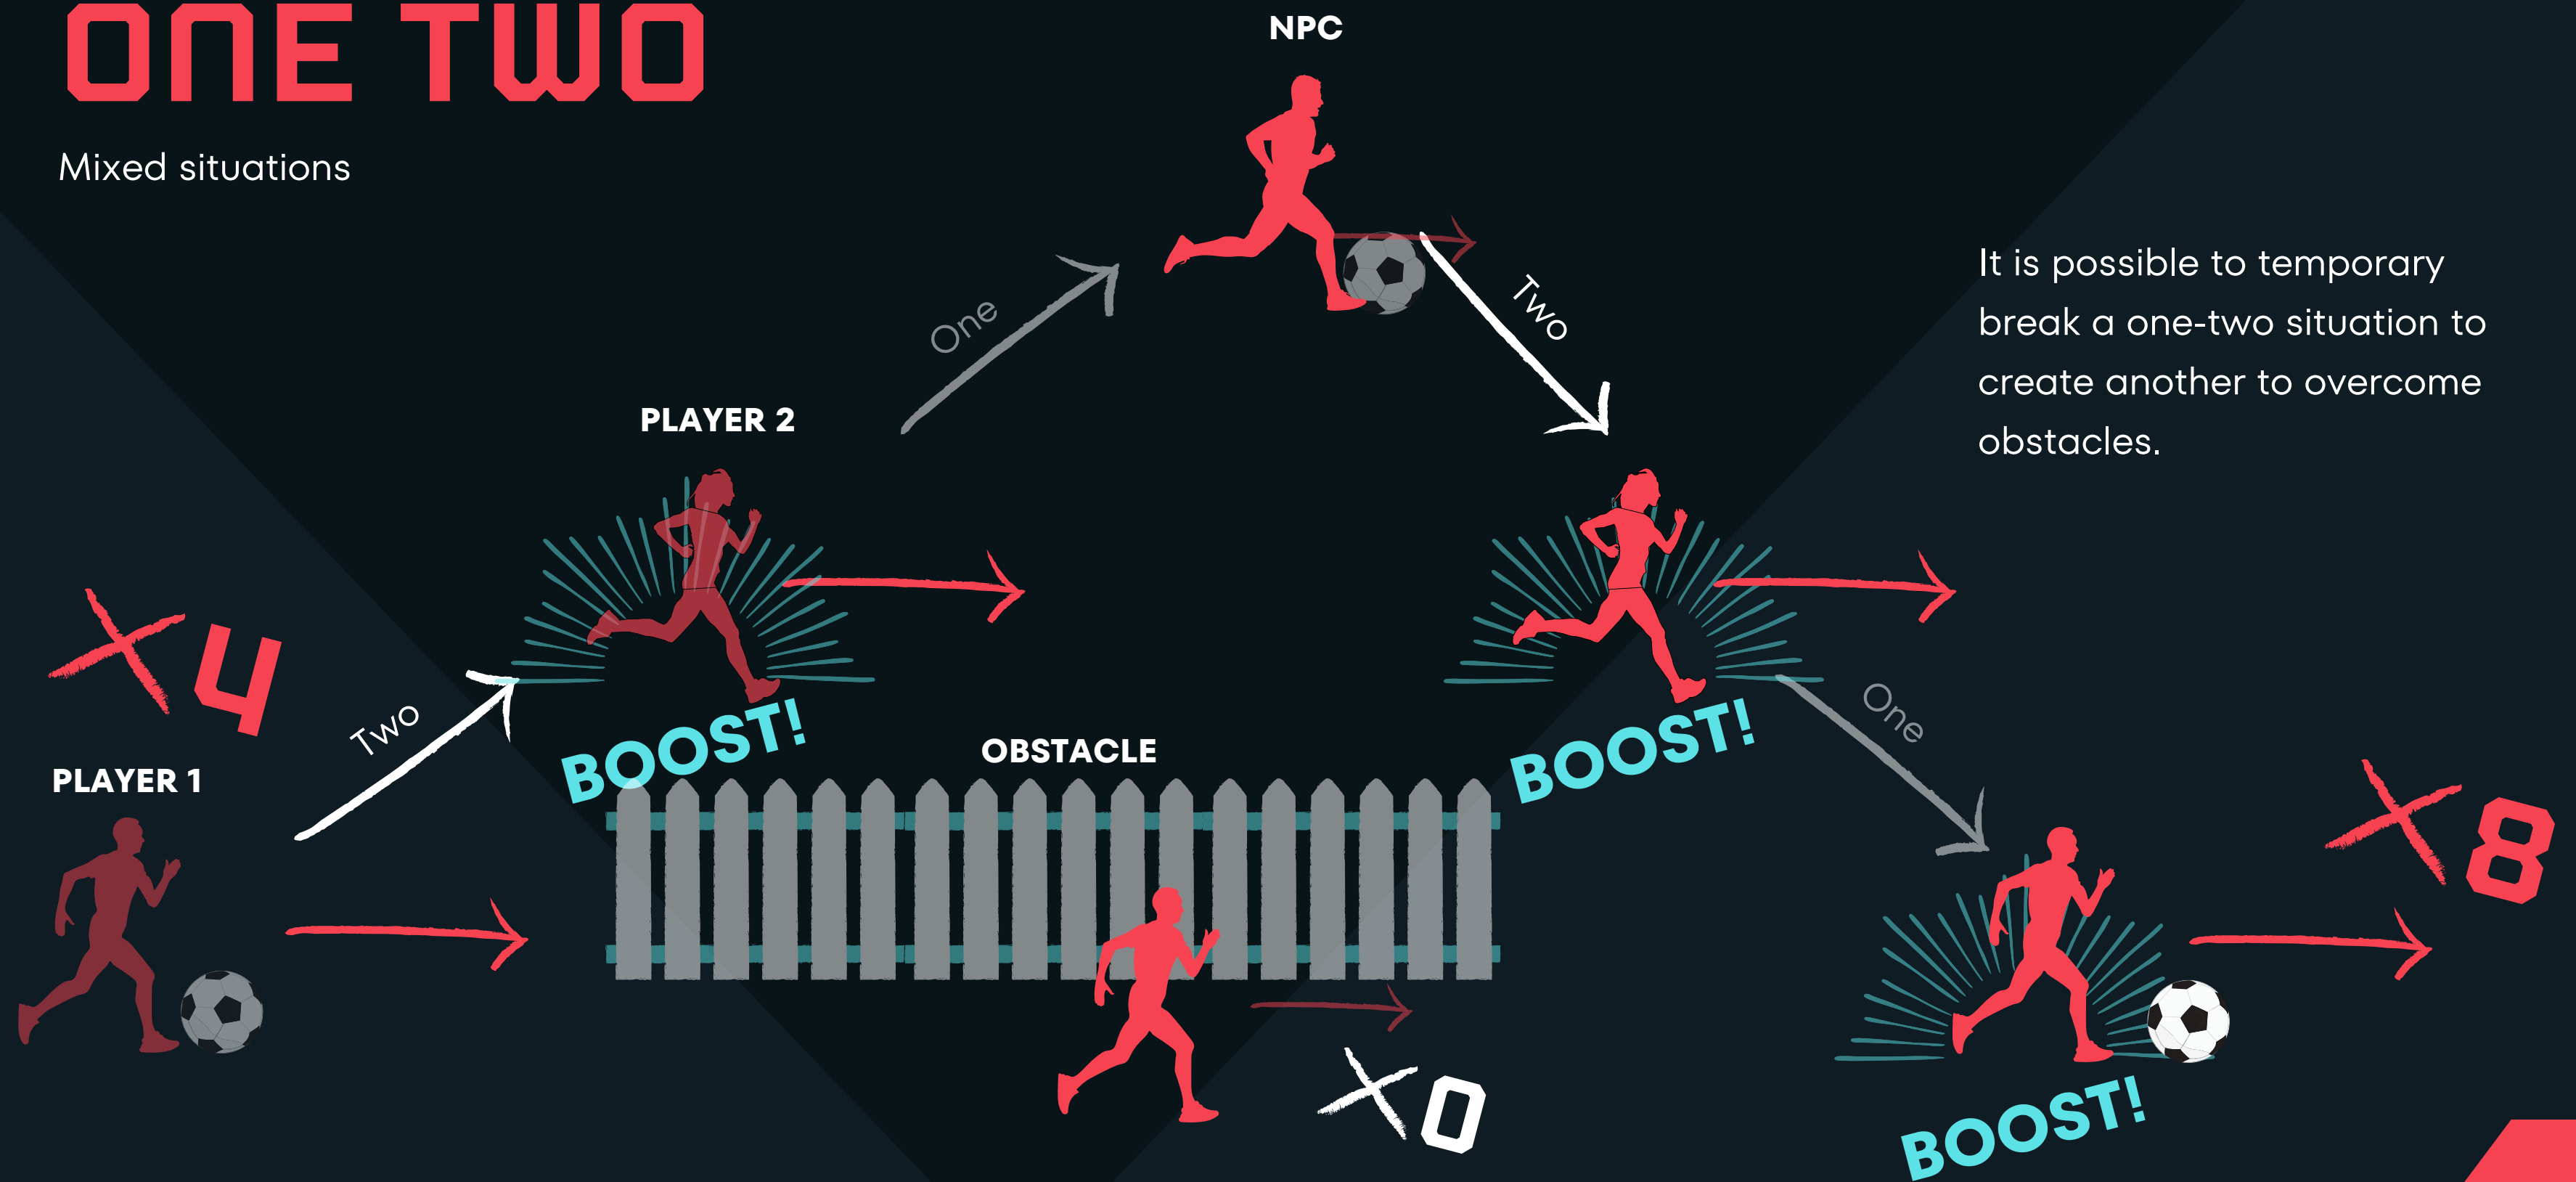 ONE TWO
Mixed situations
NPC
One
Two
It is possible to temporary
break a one-two situation to
create another to overcome
obstacles.
PLAYER 2
BOOST!
BOOST!
x4
Two
PLAYER 1
OBSTACLE
One
x8
x0
BOOST!